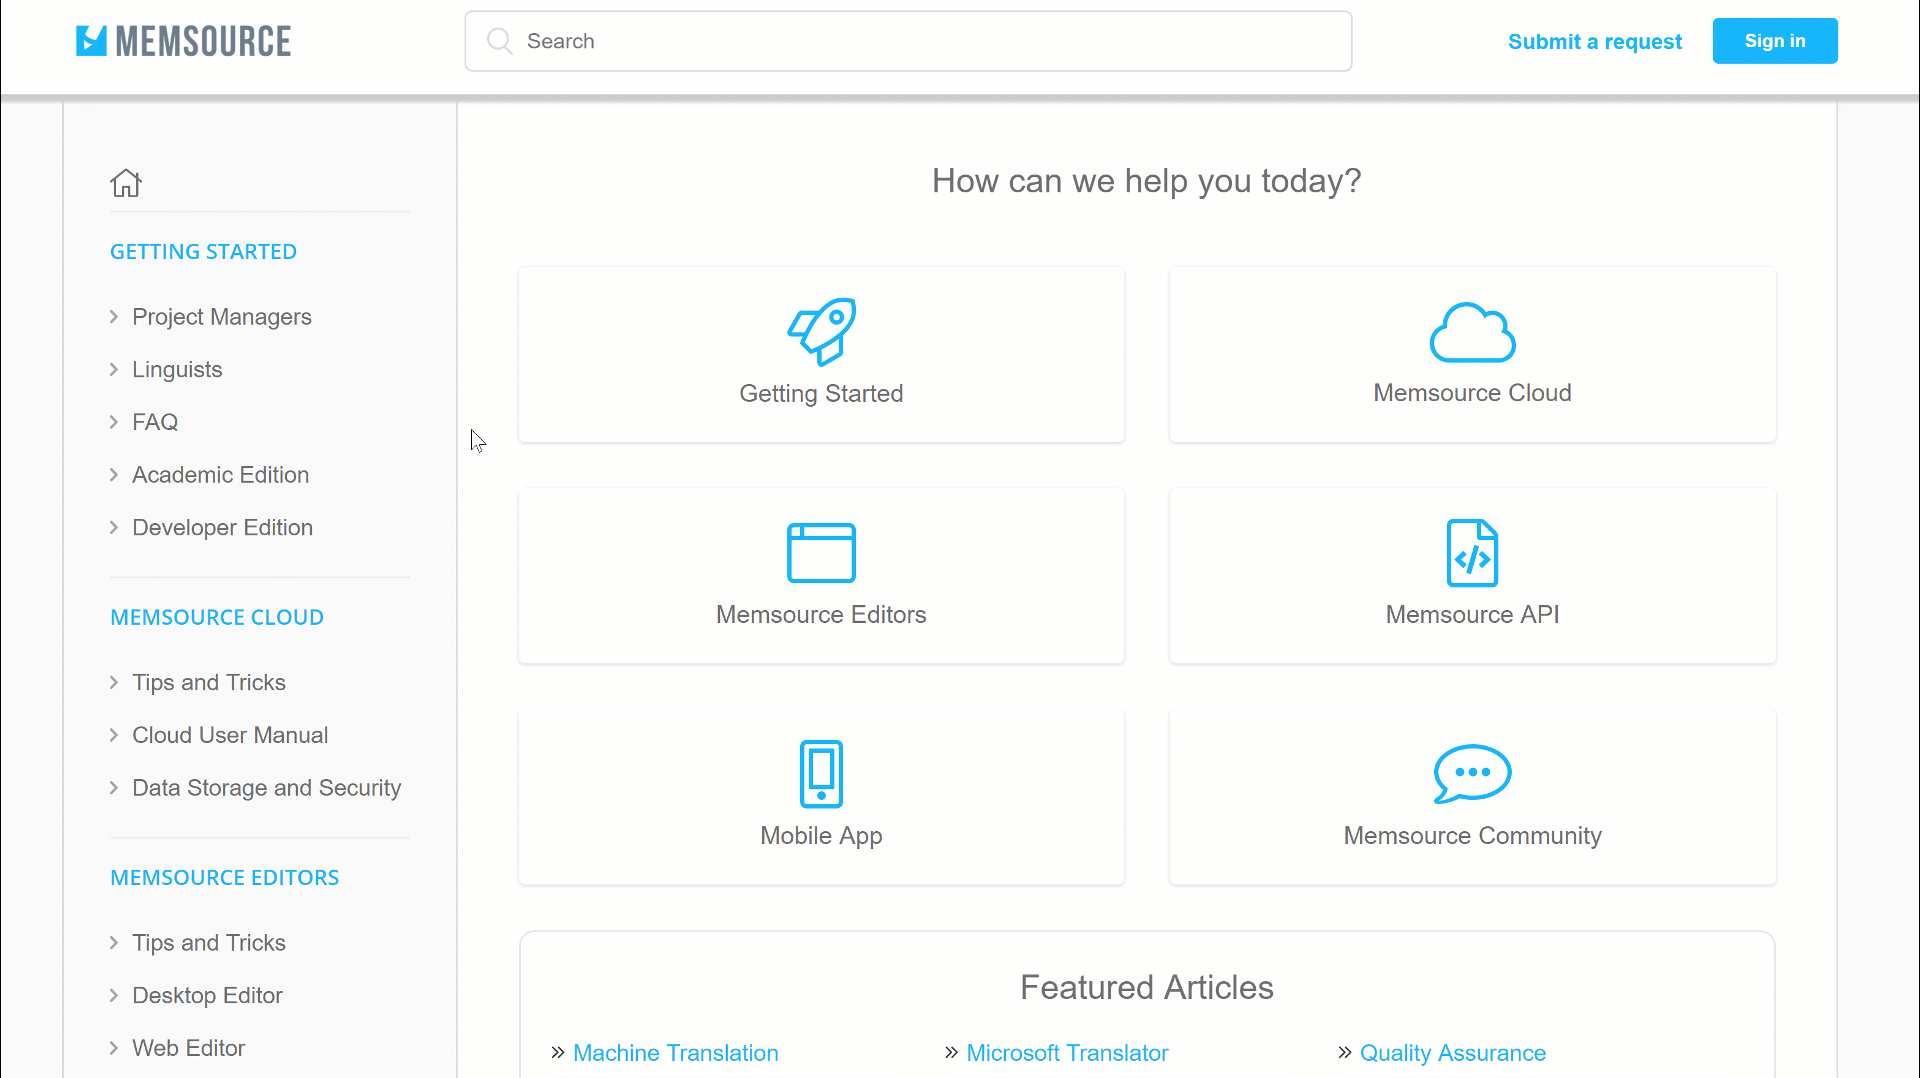 MEMSOURCE
Search
Submit a request
Sign in
GETTING STARTED
Project Managers
Linguists
FAQ
Academic Edition
Developer Edition
MEMSOURCE CLOUD
Tips and Tricks
Cloud User Manual
Data Storage and Security
MEMSOURCE EDITORS
Tips and Tricks
Desktop Editor
Web Editor
How can we help you today?
Getting Started
Memsource Cloud
Memsource Editors
Memsource API
Mobile App
Memsource Community
Featured Articles
Machine Translation
Microsoft Translator
Quality Assurance